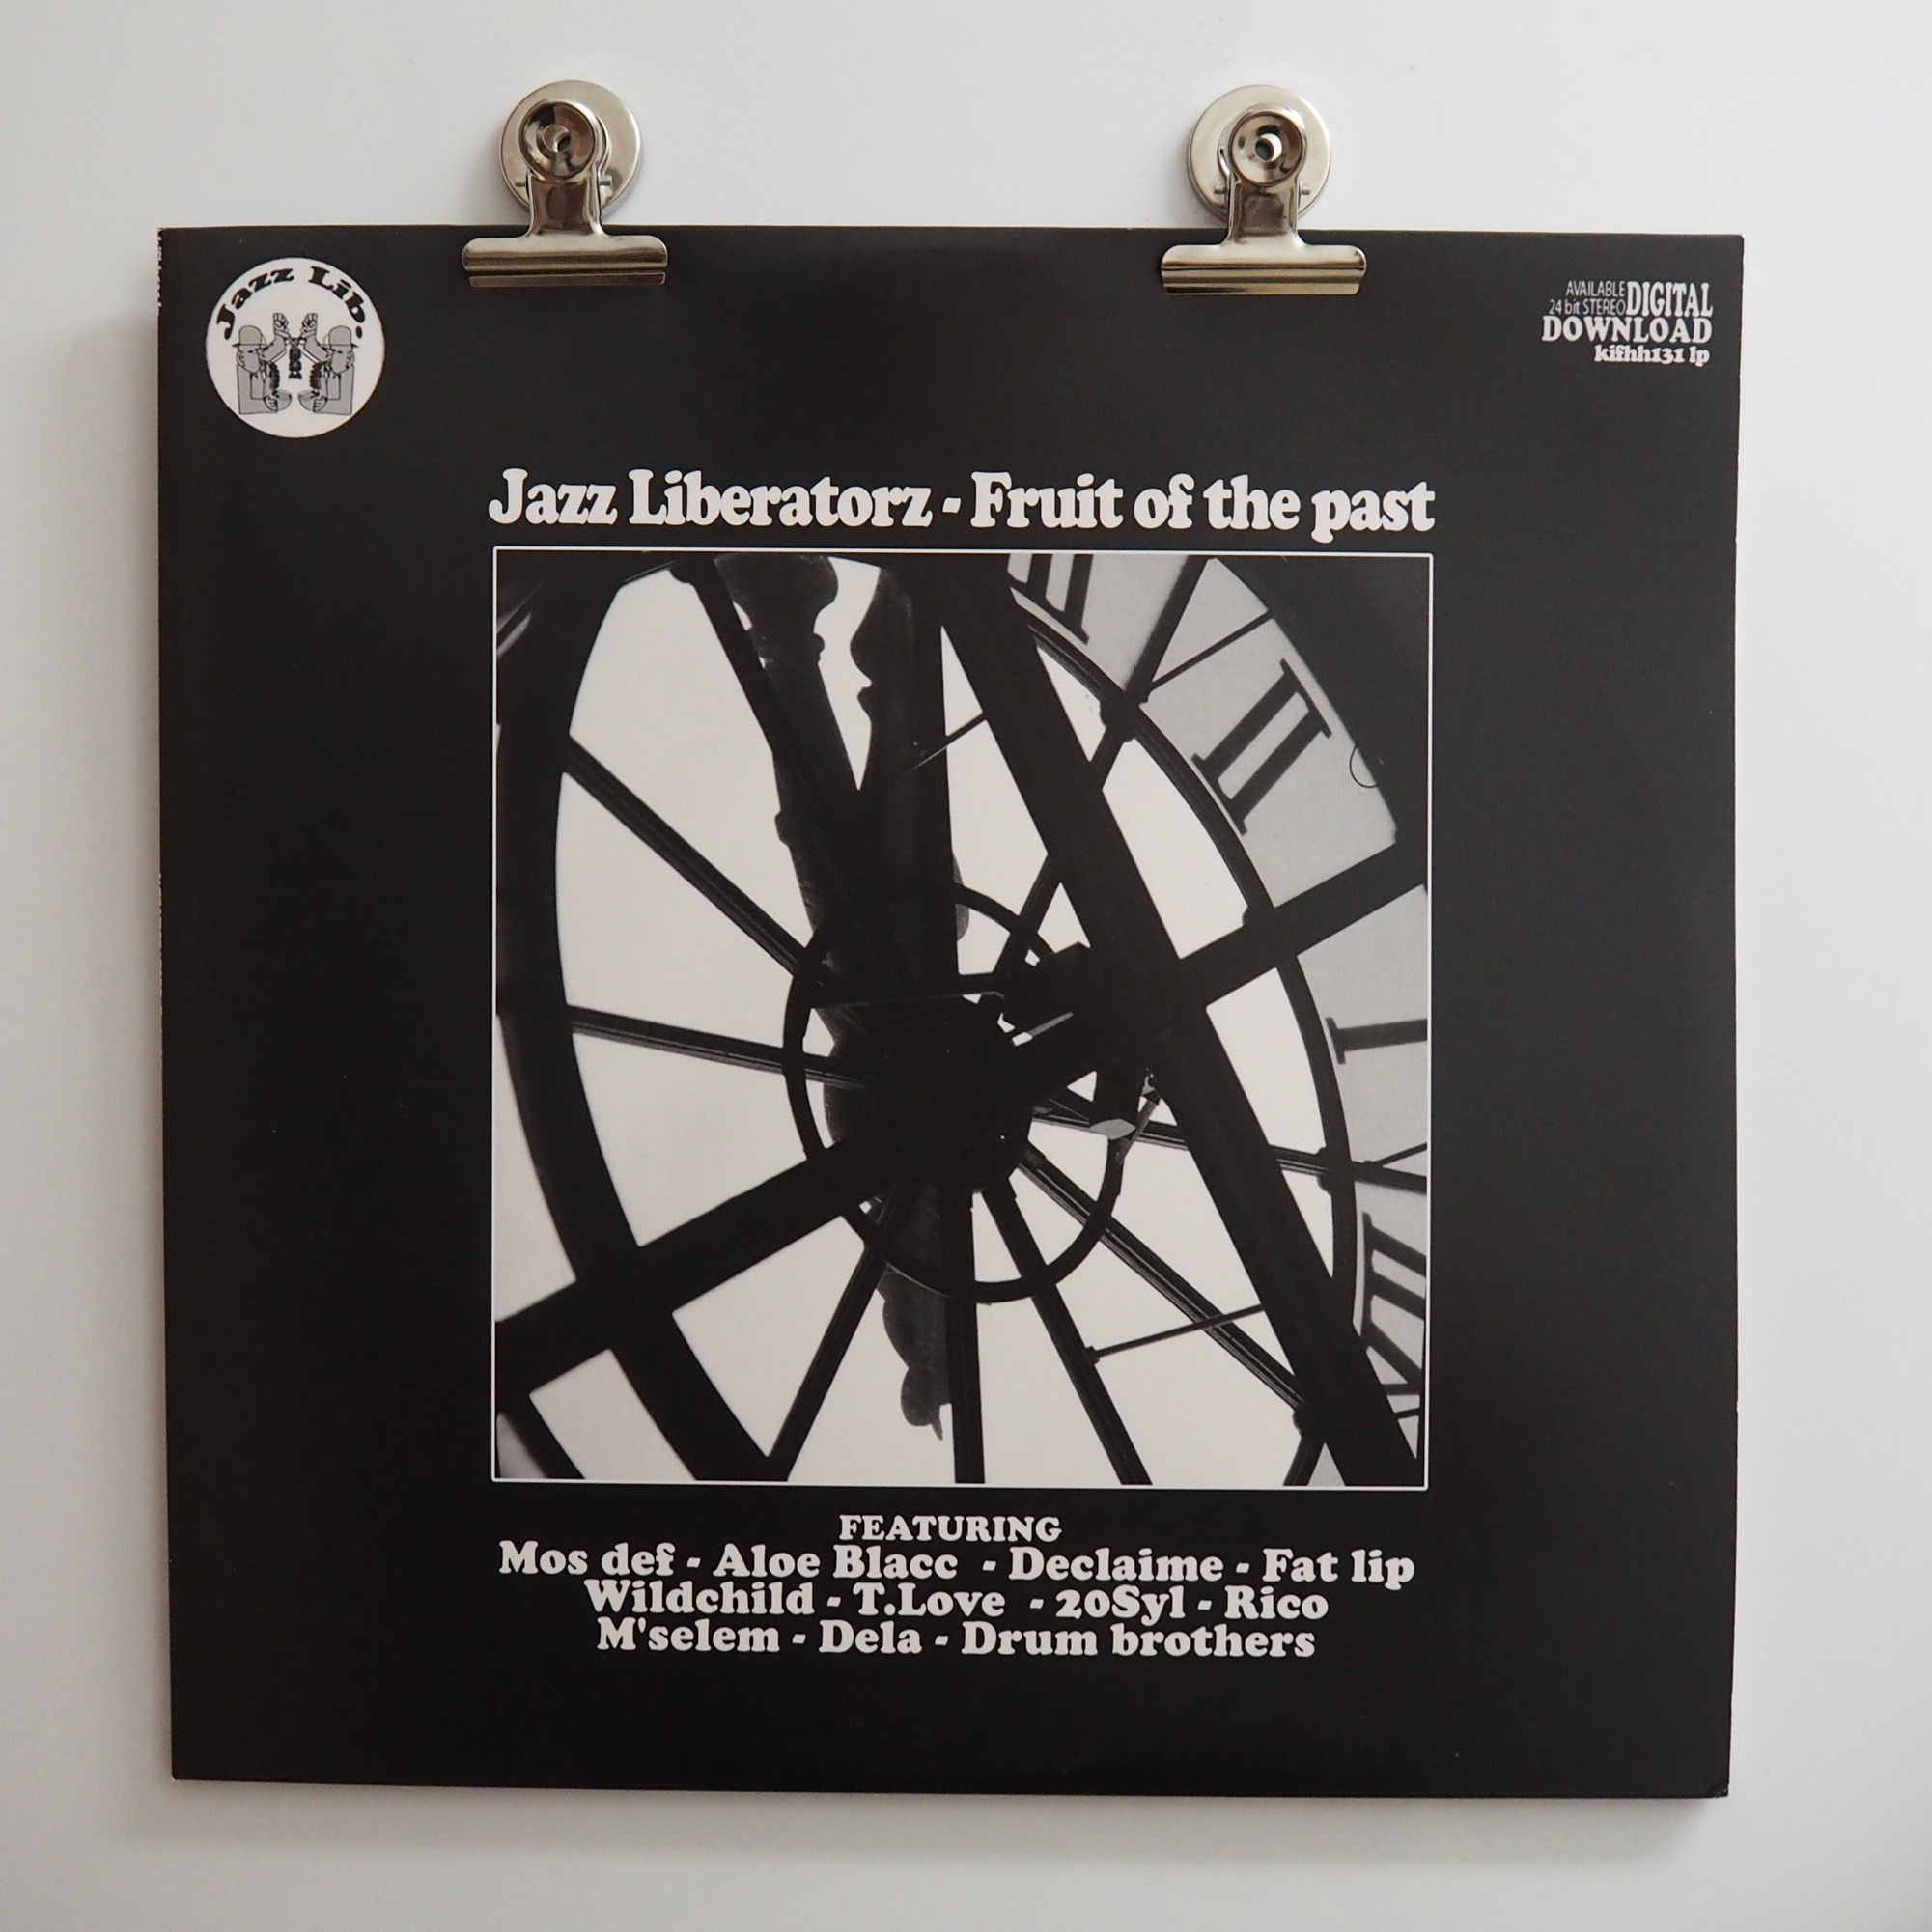 Jazz Lib.
AVAILABLE
24 bit STEREO DIGITAL
DOWNLOAD
kifhh131 lp
Jazz Liberatorz - Fruit of the past
II
I
FEATURING
Mos def - Aloe Blacc - Declaime - Fat lip
Wildchild - T.Love - 20Syl - Rico
M'selem - Dela - Drum brothers